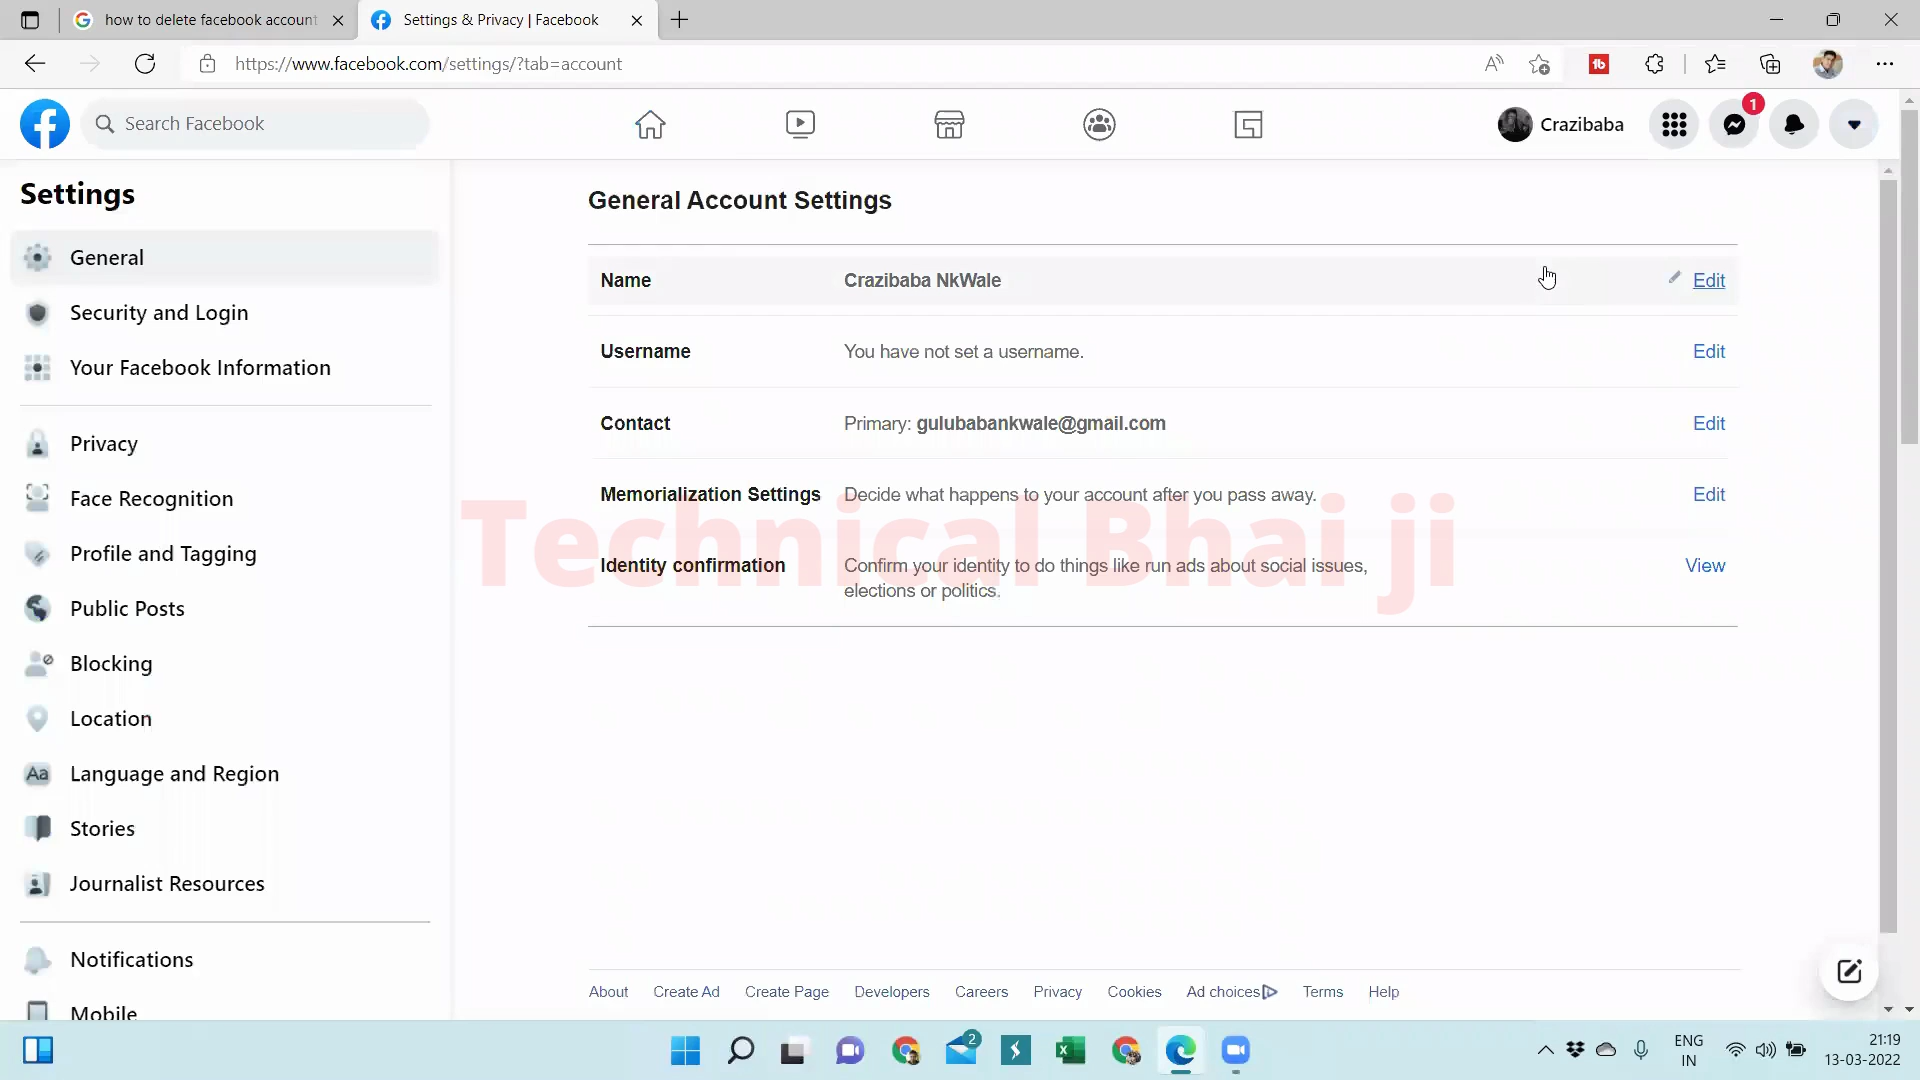 how to delete facebook account
Settings & Privacy | Facebook
https://www.facebook.com/settings/?tab=account
Search Facebook
Crazibaba
1
Settings
General
Security and Login
Your Facebook Information
Privacy
Face Recognition
Profile and Tagging
Public Posts
Blocking
Location
Aa Language and Region
Stories
Journalist Resources
Notifications
Mobile
General Account Settings
Name Crazibaba NkWale Edit
Username You have not set a username. Edit
Contact Primary: gulubabankwale@gmail.com Edit
Memorialization Settings Decide what happens to your account after you pass away. Edit
Technical Bhai ji
Identity confirmation Confirm your identity to do things like run ads about social issues, View
elections or politics.
About Create Ad Create Page Developers Careers Privacy Cookies Ad choices Terms Help
2
ENG
IN
21:19
13-03-2022